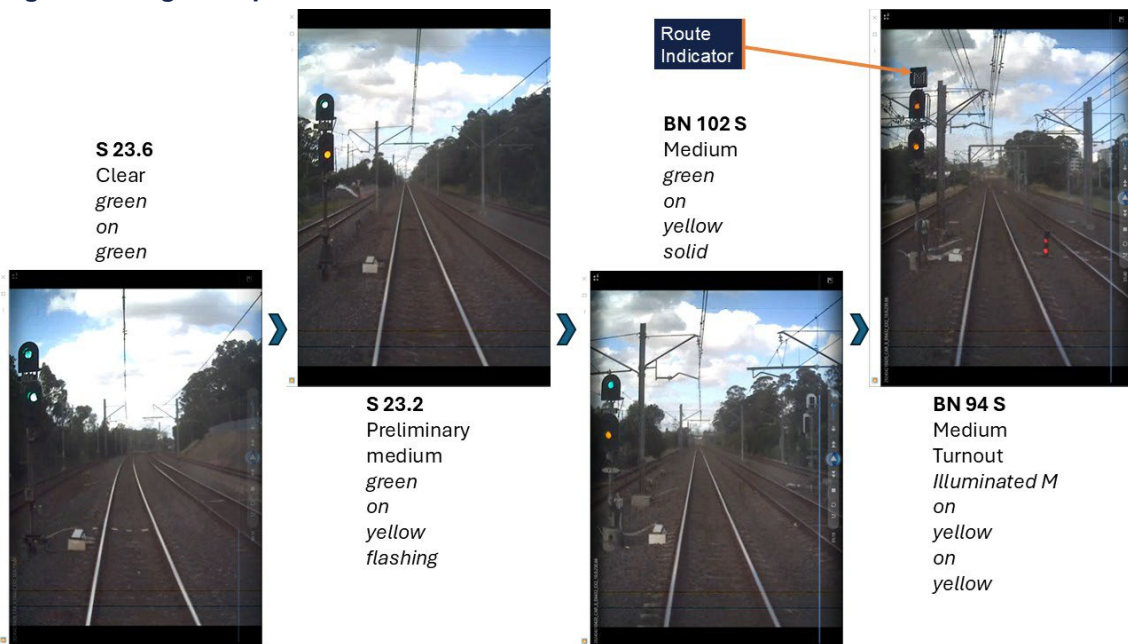 S 23.6
Clear
green
on
green
S 23.2
Preliminary
medium
green
on
yellow
flashing
BN 102 S
Medium
green
on
yellow
solid
Route
Indicator
BN 94 S
Medium
Turnout
Illuminated M
on
yellow
on
yellow